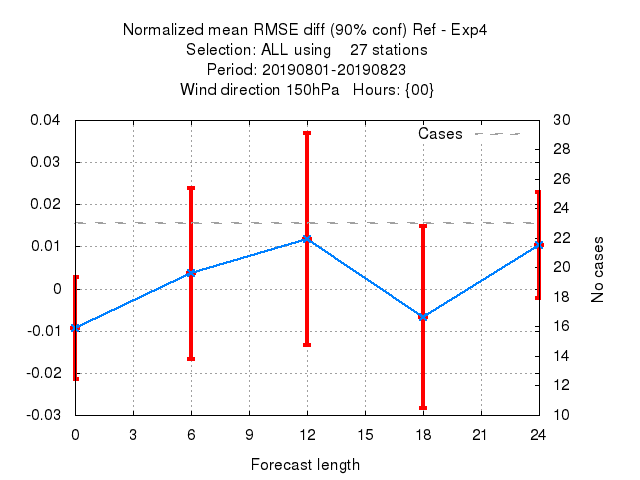 Normalized mean RMSE diff (90% conf) Ref - Exp4
Selection: ALL using    27 stations
Period: 20190801-20190823
Wind direction 150hPa   Hours: {00}
Cases
0.04
0.03
0.02
0.01
0
-0.01
-0.02
-0.03
30
28
26
24
22
20
18
16
14
12
10
No cases
0 3 6 9 12 15 18 21 24
Forecast length